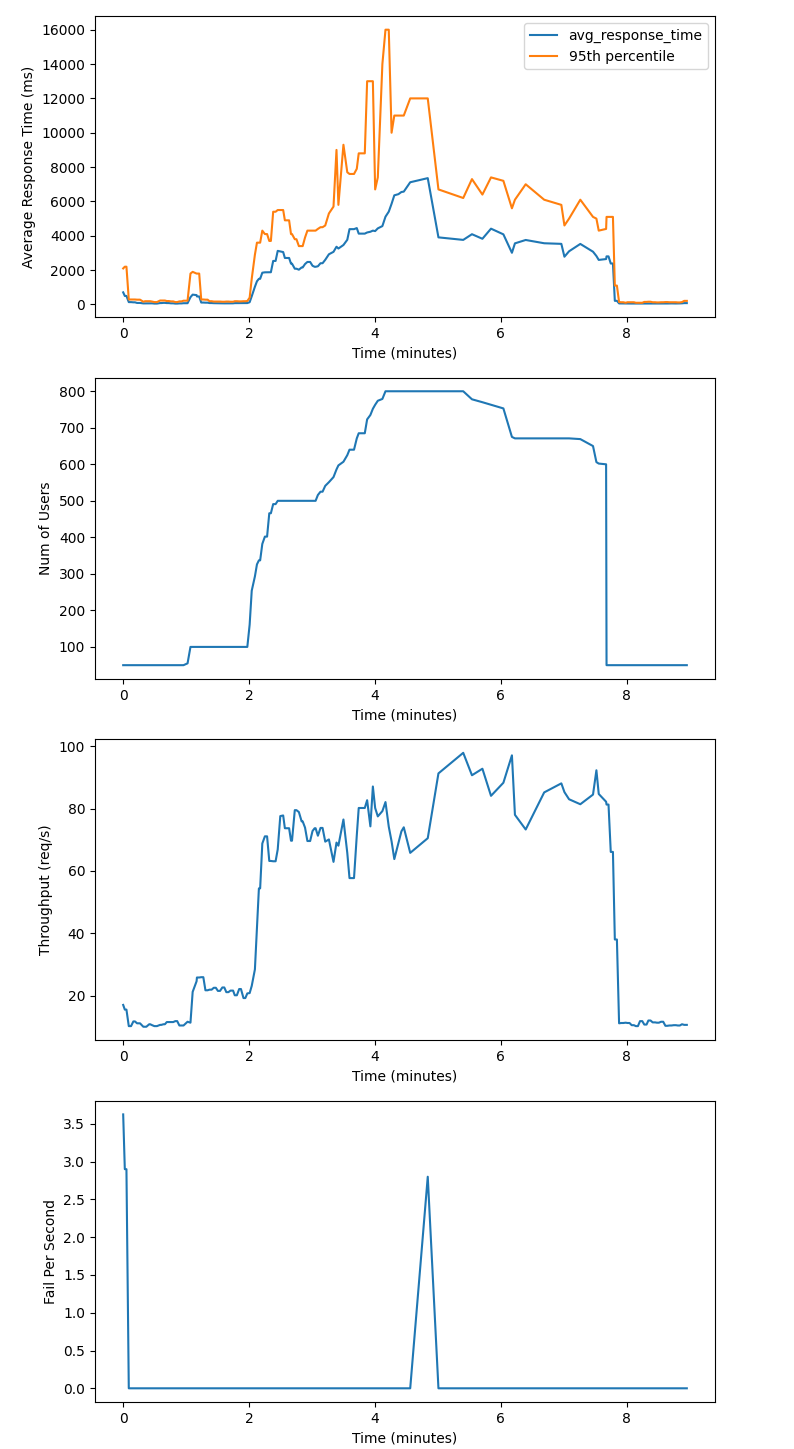 16000
14000
12000
10000
8000
6000
4000
2000
0
Average Response Time (ms)
avg_response_time
95th percentile
0 2 4 6 8
Time (minutes)
800
700
600
500
400
300
200
100
Num of Users
0 2 4 6 8
Time (minutes)
100
80
60
40
20
Throughput (req/s)
0 2 4 6 8
Time (minutes)
3.5
3.0
2.5
2.0
1.5
1.0
0.5
0.0
Fail Per Second
0 2 4 6 8
Time (minutes)